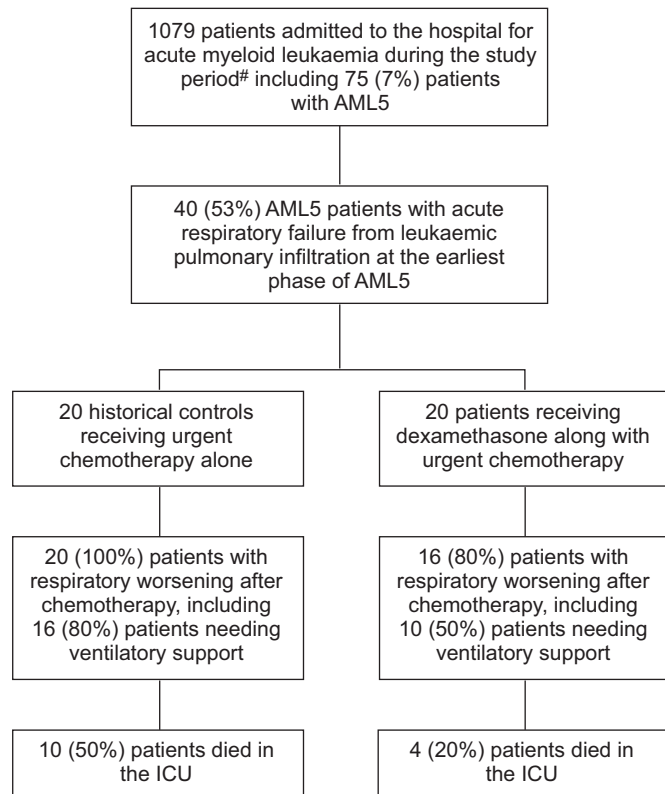 1079 patients admitted to the hospital for
acute myeloid leukaemia during the study
period# including 75 (7%) patients
with AML5
40 (53%) AML5 patients with acute
respiratory failure from leukaemic
pulmonary infiltration at the earliest
phase of AML5
20 historical controls
receiving urgent
chemotherapy alone
20 patients receiving
dexamethasone along with
urgent chemotherapy
20 (100%) patients with
respiratory worsening after
chemotherapy, including
16 (80%) patients needing
ventilatory support
16 (80%) patients with
respiratory worsening after
chemotherapy, including
10 (50%) patients needing
ventilatory support
10 (50%) patients died in
the ICU
4 (20%) patients died in
the ICU